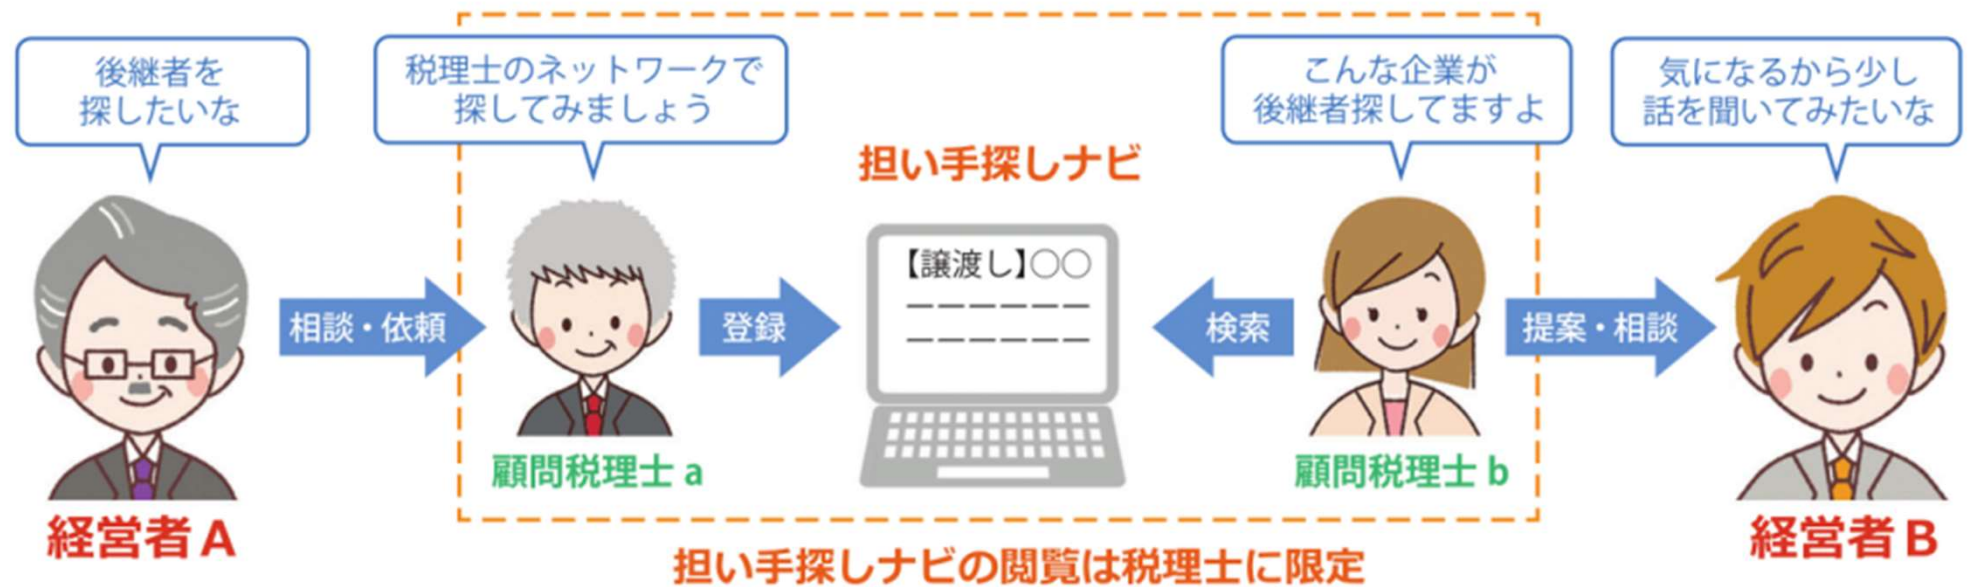 後継者を
探したいな
税理士のネットワークで
探してみましょう
こんな企業が
後継者探してますよ
気になるから少し
話を聞いてみたいな
担い手探しナビ
【譲渡し】○○
相談・依頼
登録
検索
提案・相談
顧問税理士 a
顧問税理士 b
経営者 A
経営者 B
担い手探しナビの閲覧は税理士に限定